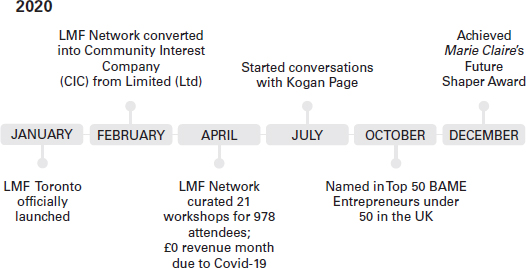 2020
LMF Network converted
into Community Interest
Company
(CIC) from Limited (Ltd)
Started conversations
with Kogan Page
Achieved
Marie Claire's
Future
Shaper Award
JANUARY
FEBRUARY
APRIL
JULY
OCTOBER
DECEMBER
LMF Toronto
officially
launched
LMF Network
curated 21
workshops for 978
attendees;
£0 revenue month
due to Covid-19
Named in Top 50 BAME
Entrepreneurs under
50 in the UK